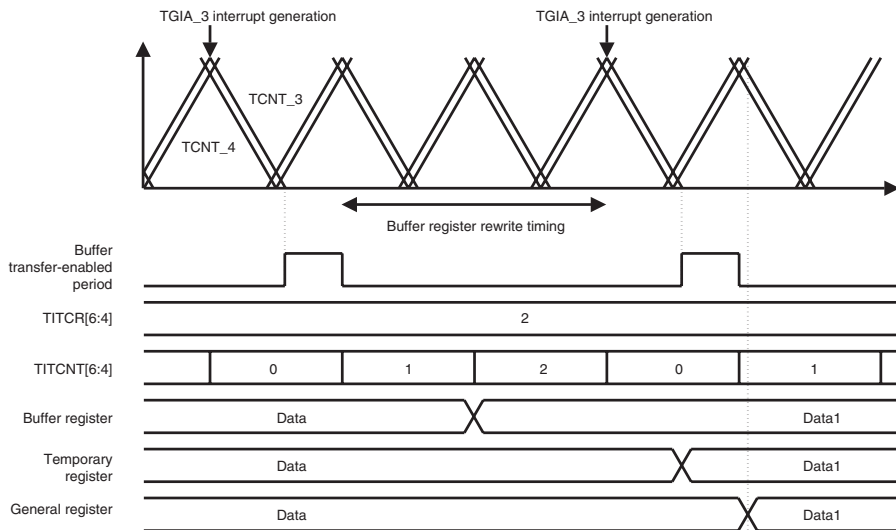 TGIA_3 interrupt generation
TGIA_3 interrupt generation
TCNT_3
TCNT_4
Buffer register rewrite timing
Buffer
transfer-enabled
period
TITCR[6:4]
2
TITCNT[6:4]
0
1
2
0
1
Buffer register
Data
Data1
Temporary
register
Data
Data1
General register
Data
Data1